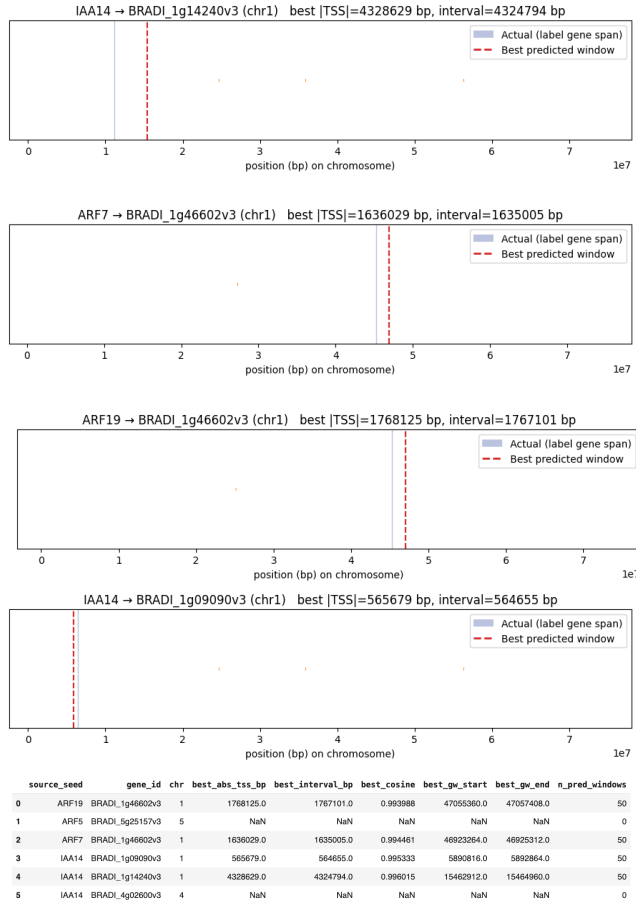 IAA14 → BRADI_1g14240v3 (chr1)   best |TSS|=4328629 bp, interval=4324794 bp
Actual (label gene span)
Best predicted window
0 1 2 3 4 5 6 7
1e7
position (bp) on chromosome
ARF7 → BRADI_1g46602v3 (chr1)   best |TSS|=1636029 bp, interval=1635005 bp
Actual (label gene span)
Best predicted window
0 1 2 3 4 5 6 7
1e7
position (bp) on chromosome
ARF19 → BRADI_1g46602v3 (chr1)   best |TSS|=1768125 bp, interval=1767101 bp
Actual (label gene span)
Best predicted window
0 1 2 3 4 5 6 7
1e7
position (bp) on chromosome
IAA14 → BRADI_1g09090v3 (chr1)   best |TSS|=565679 bp, interval=564655 bp
Actual (label gene span)
Best predicted window
0 1 2 3 4 5 6 7
1e7
position (bp) on chromosome
source_seed gene_id chr best_abs_tss_bp best_interval_bp best_cosine best_gw_start best_gw_end n_pred_windows
0 ARF19 BRADI_1g46602v3 1 1768125.0 1767101.0 0.993988 47055360.0 47057408.0 50
1 ARF5 BRADI_5g25157v3 5 NaN NaN NaN NaN NaN 0
2 ARF7 BRADI_1g46602v3 1 1636029.0 1635005.0 0.994461 46923264.0 46925312.0 50
3 IAA14 BRADI_1g09090v3 1 565679.0 564655.0 0.995333 5890816.0 5892864.0 50
4 IAA14 BRADI_1g14240v3 1 4328629.0 4324794.0 0.996015 15462912.0 15464960.0 50
5 IAA14 BRADI_4g02600v3 4 NaN NaN NaN NaN NaN 0